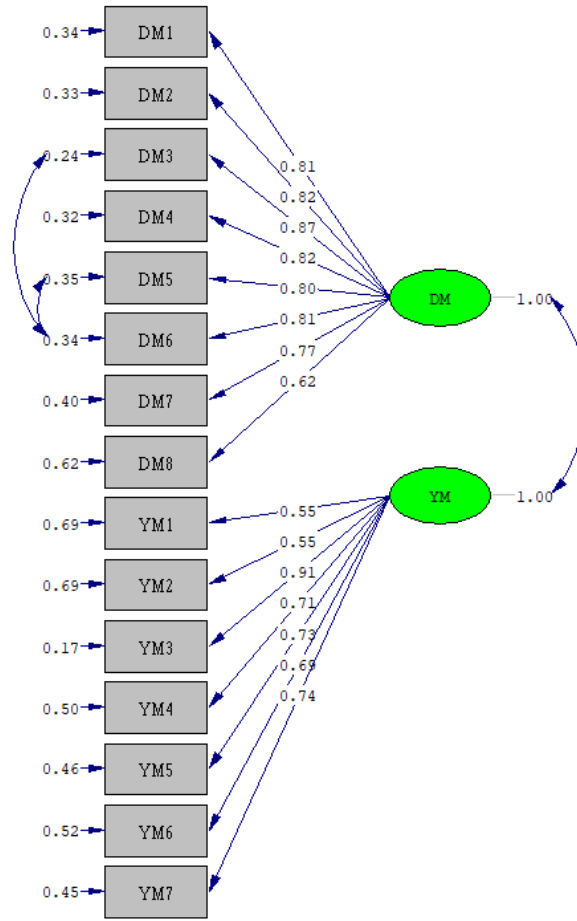 0.34 DM1
0.33 DM2
0.24 DM3
0.32 DM4
0.35 DM5
0.34 DM6
0.40 DM7
0.62 DM8
0.69 YM1
0.69 YM2
0.17 YM3
0.50 YM4
0.46 YM5
0.52 YM6
0.45 YM7
0.81
0.82
0.87
0.82
0.80
0.81
0.77
0.62
0.55
0.55
0.91
0.71
0.73
0.69
0.74
DM 1.00
YM 1.00